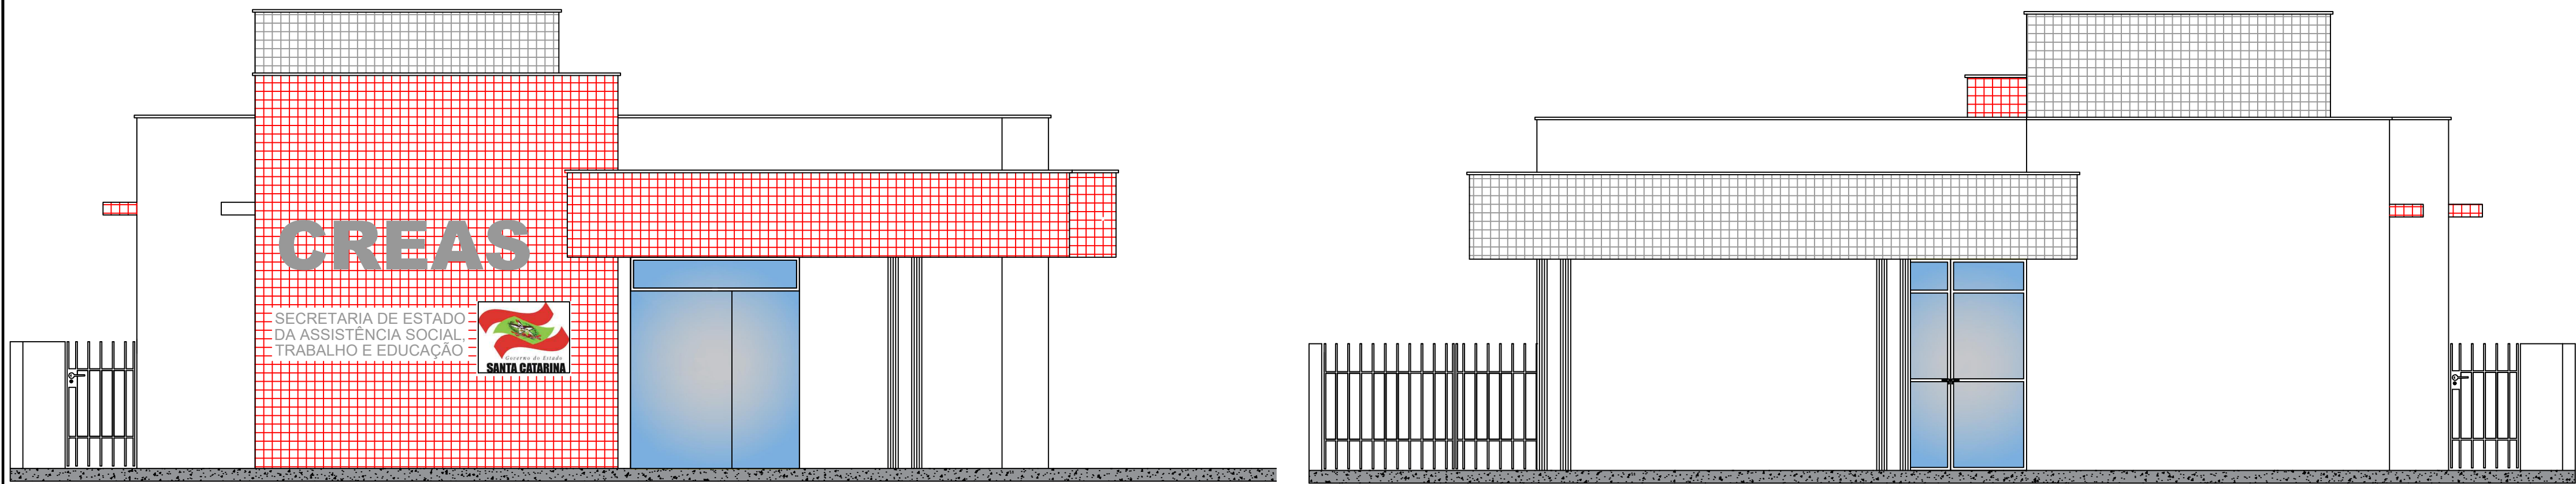 CREAS
SECRETARIA DE ESTADO
DA ASSISTÊNCIA SOCIAL,
TRABALHO E EDUCAÇÃO
Governo do Estado
SANTA CATARINA